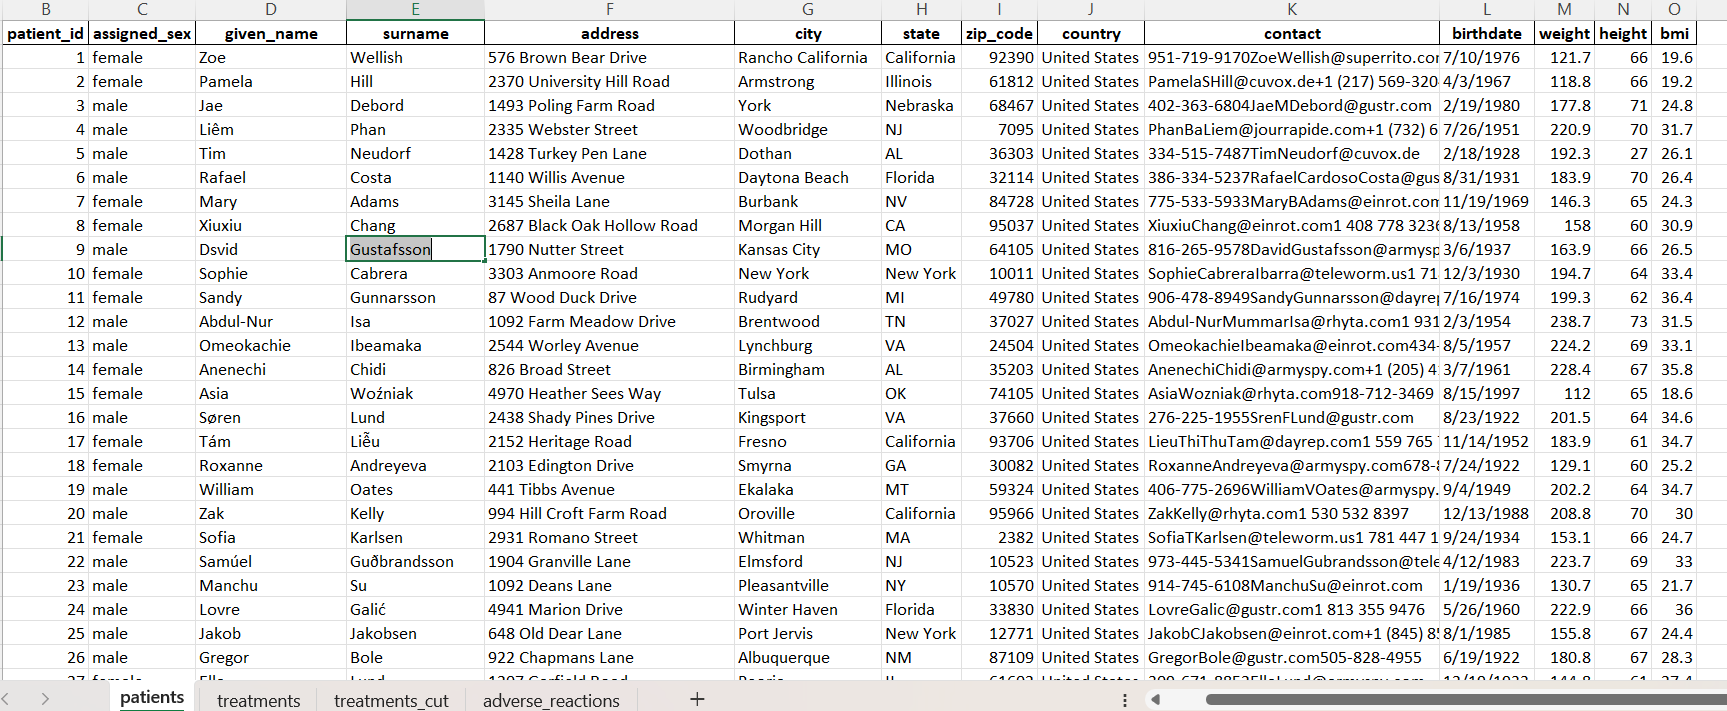 B C D E F G H I J K L M N O
patient_id assigned_sex given_name surname address city state zip_code country contact birthdate weight height bmi
1 female Zoe Wellish 576 Brown Bear Drive Rancho California California 92390 United States 951-719-9170ZoeWellish@superrito.cor 7/10/1976 121.7 66 19.6
2 female Pamela Hill 2370 University Hill Road Armstrong Illinois 61812 United States PamelaSHill@cuvox.de+1 (217) 569-320 4/3/1967 118.8 66 19.2
3 male Jae Debord 1493 Poling Farm Road York Nebraska 68467 United States 402-363-6804JaeMDebord@gustr.com 2/19/1980 177.8 71 24.8
4 male Liêm Phan 2335 Webster Street Woodbridge NJ 7095 United States PhanBaLiem@jourrapide.com+1 (732) 6 7/26/1951 220.9 70 31.7
5 male Tim Neudorf 1428 Turkey Pen Lane Dothan AL 36303 United States 334-515-7487TimNeudorf@cuvox.de 2/18/1928 192.3 27 26.1
6 male Rafael Costa 1140 Willis Avenue Daytona Beach Florida 32114 United States 386-334-5237RafaelCardosoCosta@gus 8/31/1931 183.9 70 26.4
7 female Mary Adams 3145 Sheila Lane Burbank NV 84728 United States 775-533-5933MaryBAdams@einrot.com 11/19/1969 146.3 65 24.3
8 female Xiuxiu Chang 2687 Black Oak Hollow Road Morgan Hill CA 95037 United States XiuxiuChang@einrot.com1 408 778 3236 8/13/1958 158 60 30.9
9 male Dsvid Gustafsson 1790 Nutter Street Kansas City MO 64105 United States 816-265-9578DavidGustafsson@armysp 3/6/1937 163.9 66 26.5
10 female Sophie Cabrera 3303 Anmoore Road New York New York 10011 United States SophieCabreraIbarra@teleworm.us1 71 12/3/1930 194.7 64 33.4
11 female Sandy Gunnarsson 87 Wood Duck Drive Rudyard MI 49780 United States 906-478-8949SandyGunnarsson@dayrep 7/16/1974 199.3 62 36.4
12 male Abdul-Nur Isa 1092 Farm Meadow Drive Brentwood TN 37027 United States Abdul-NurMummarIsa@rhyta.com1 931 2/3/1954 238.7 73 31.5
13 male Omeokachie Ibeamaka 2544 Worley Avenue Lynchburg VA 24504 United States OmeokachieIbeamaka@einrot.com434- 8/5/1957 224.2 69 33.1
14 female Anenechi Chidi 826 Broad Street Birmingham AL 35203 United States AnenechiChidi@armyspy.com+1 (205) 4 3/7/1961 228.4 67 35.8
15 female Asia Woźniak 4970 Heather Sees Way Tulsa OK 74105 United States AsiaWozniak@rhyta.com918-712-3469 8/15/1997 112 65 18.6
16 male Søren Lund 2438 Shady Pines Drive Kingsport VA 37660 United States 276-225-1955SrenFLund@gustr.com 8/23/1922 201.5 64 34.6
17 female Tám Liễu 2152 Heritage Road Fresno California 93706 United States LieuThiThuTam@dayrep.com1 559 765 11/14/1952 183.9 61 34.7
18 female Roxanne Andreyeva 2103 Edington Drive Smyrna GA 30082 United States RoxanneAndreyeva@armyspy.com678- 7/24/1922 129.1 60 25.2
19 male William Oates 441 Tibbs Avenue Ekalaka MT 59324 United States 406-775-2696WilliamVOates@armyspy. 9/4/1949 202.2 64 34.7
20 male Zak Kelly 994 Hill Croft Farm Road Oroville California 95966 United States ZakKelly@rhyta.com1 530 532 8397 12/13/1988 208.8 70 30
21 female Sofia Karlsen 2931 Romano Street Whitman MA 2382 United States SofiaTKarlsen@teleworm.us1 781 447 1 9/24/1934 153.1 66 24.7
22 male Samúel Guðbrandsson 1904 Granville Lane Elmsford NJ 10523 United States 973-445-5341SamuelGubrandsson@tele 4/12/1983 223.7 69 33
23 male Manchu Su 1092 Deans Lane Pleasantville NY 10570 United States 914-745-6108ManchuSu@einrot.com 1/19/1936 130.7 65 21.7
24 male Lovre Galić 4941 Marion Drive Winter Haven Florida 33830 United States LovreGalic@gustr.com1 813 355 9476 5/26/1960 222.9 66 36
25 male Jakob Jakobsen 648 Old Dear Lane Port Jervis New York 12771 United States JakobCJakobsen@einrot.com+1 (845) 8 8/1/1985 155.8 67 24.4
26 male Gregor Bole 922 Chapmans Lane Albuquerque NM 87109 United States GregorBole@gustr.com505-828-4955 6/19/1922 180.8 67 28.3
patients treatments treatments_cut adverse_reactions